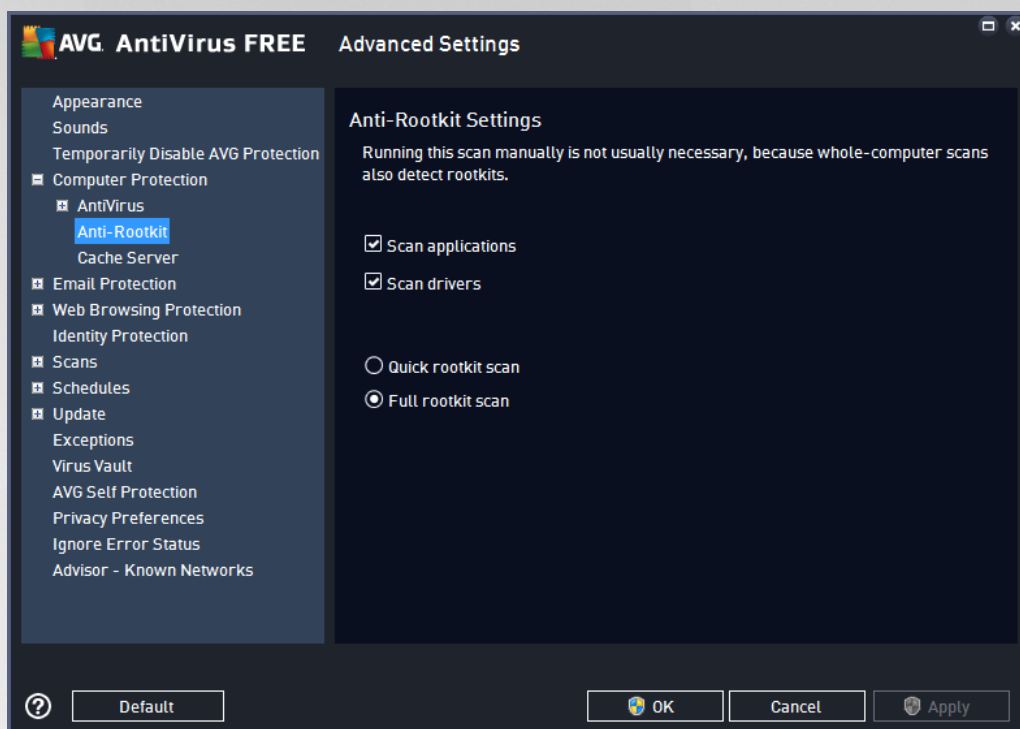 AVG. AntiVirus FREE Advanced Settings
Appearance
Sounds
Temporarily Disable AVG Protection
Computer Protection
AntiVirus
Anti-Rootkit
Cache Server
Email Protection
Web Browsing Protection
Identity Protection
Scans
Schedules
Update
Exceptions
Virus Vault
AVG Self Protection
Privacy Preferences
Ignore Error Status
Advisor - Known Networks
Anti-Rootkit Settings
Running this scan manually is not usually necessary, because whole-computer scans
also detect rootkits.
Scan applications
Scan drivers
Quick rootkit scan
Full rootkit scan
? Default OK Cancel Apply